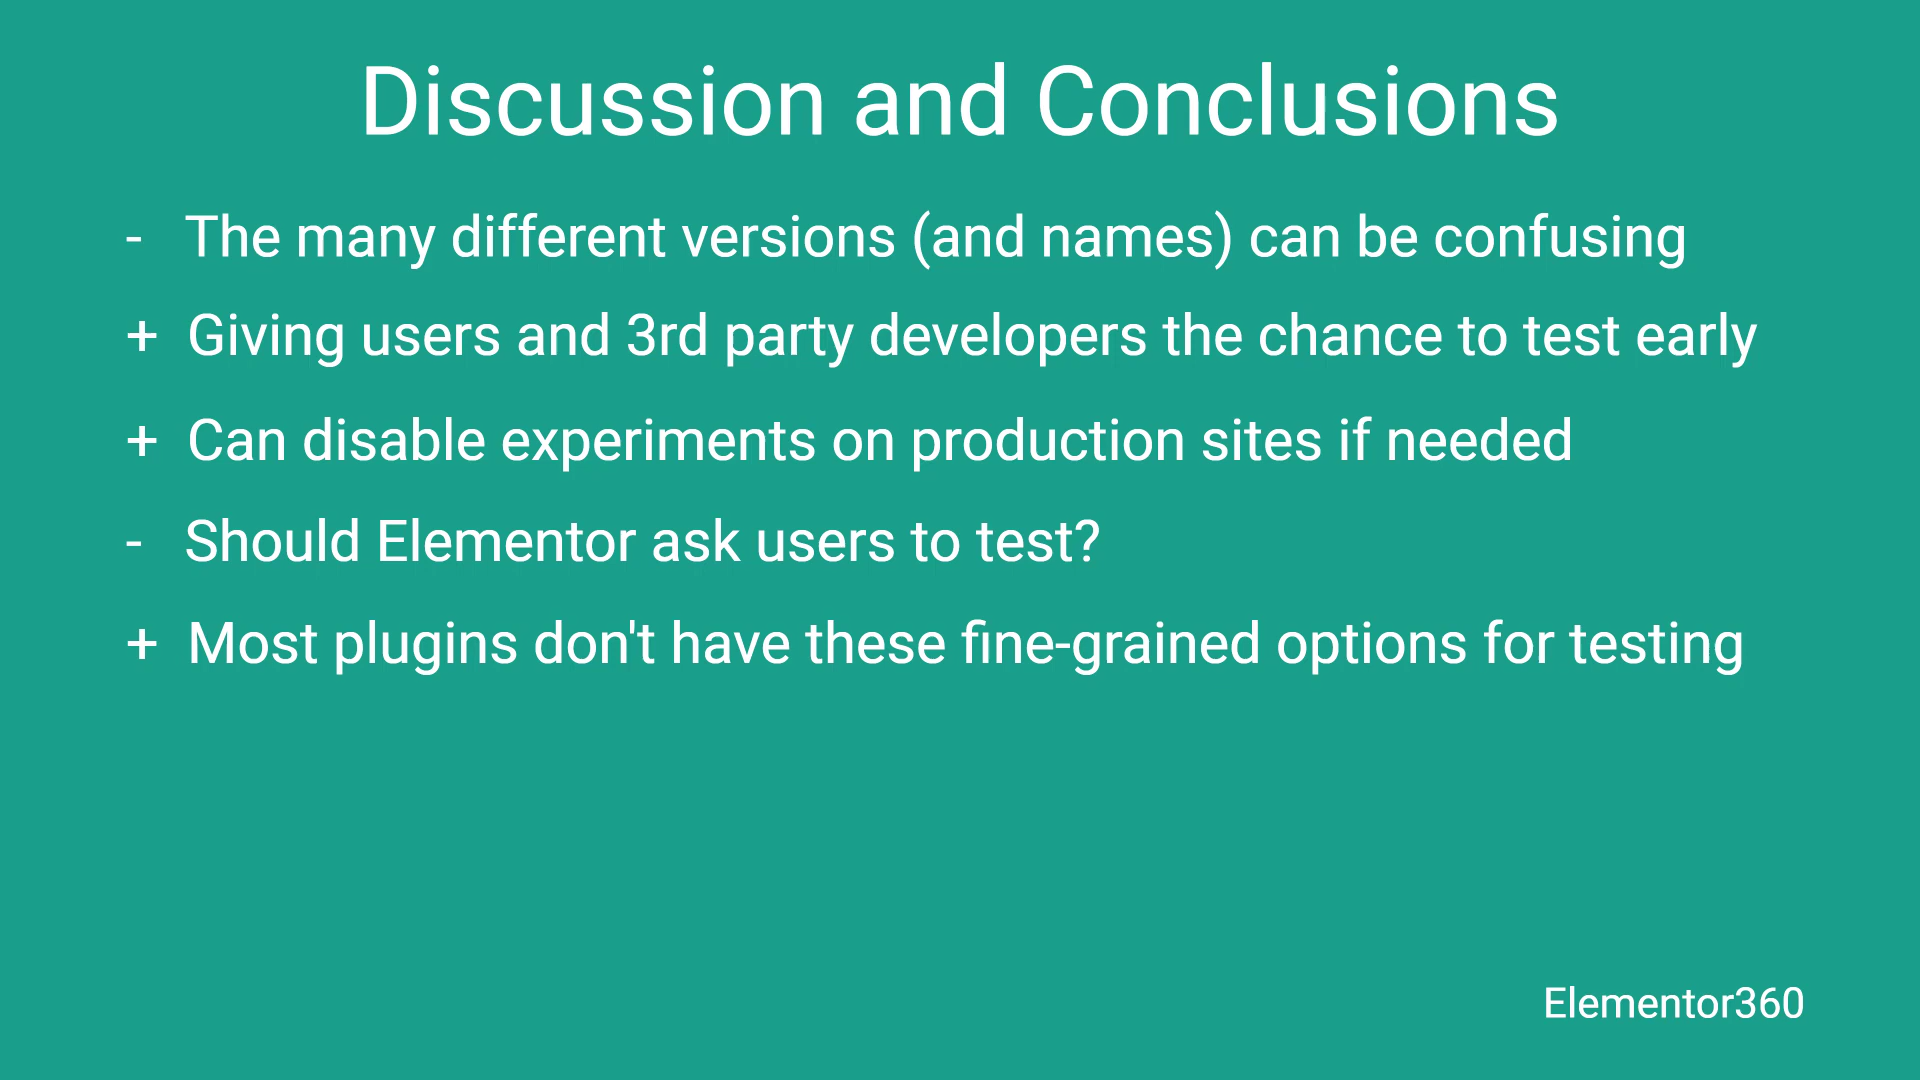 Discussion and Conclusions
- The many different versions (and names) can be confusing
+ Giving users and 3rd party developers the chance to test early
+ Can disable experiments on production sites if needed
- Should Elementor ask users to test?
+ Most plugins don't have these fine-grained options for testing
Elementor360